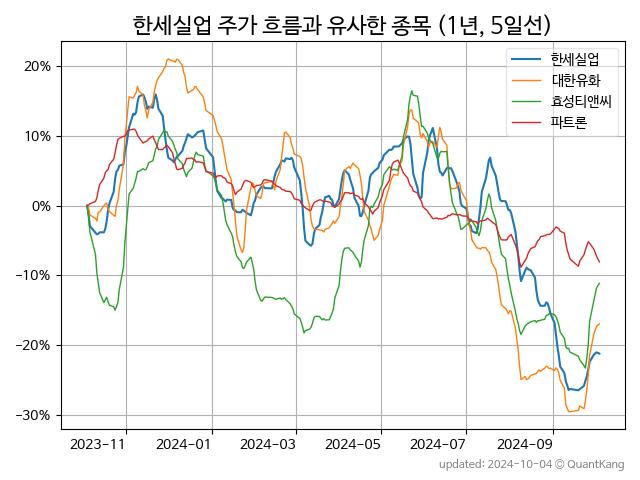 한세실업 주가 흐름과 유사한 종목 (1년, 5일선)
한세실업
대한유화
효성티앤씨
파트론
20%
10%
0%
−10%
−20%
−30%
2023-11 2024-01 2024-03 2024-05 2024-07 2024-09
updated: 2024-10-04 © QuantKang